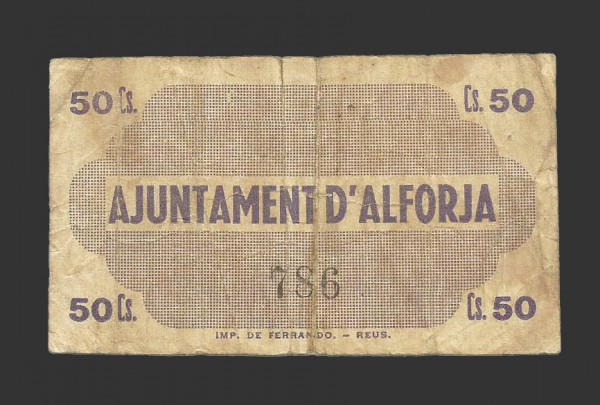 50 Cs. Cs. 50
AJUNTAMENT D'ALFORJA
786
50 Cs. Cs. 50
IMP. DE FERRANDO. - REUS.